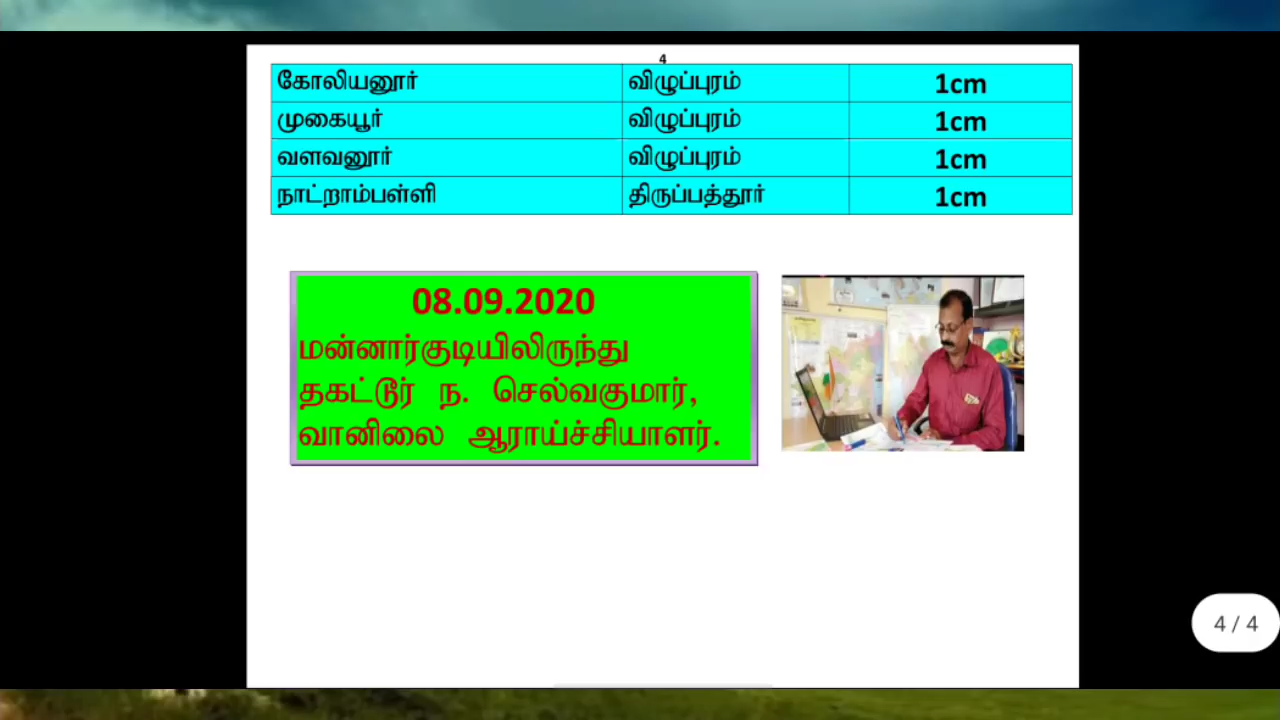 4
கோலியனூர் விழுப்புரம் 1cm
முகையூர் விழுப்புரம் 1cm
வளவனூர் விழுப்புரம் 1cm
நாட்றாம்பள்ளி திருப்பத்தூர் 1cm
08.09.2020
மன்னார்குடியிலிருந்து
தகட்டூர் ந. செல்வகுமார்,
வானிலை ஆராய்ச்சியாளர்.
4 / 4